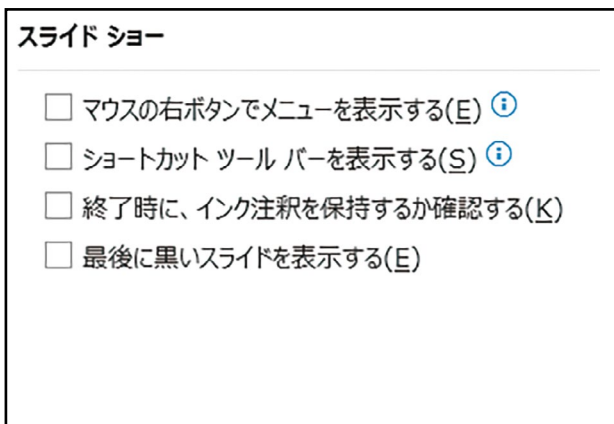 スライド ショー
マウスの右ボタンでメニューを表示する(E)
ショートカット ツール バーを表示する(S)
終了時に、インク注釈を保持するか確認する(K)
最後に黒いスライドを表示する(E)